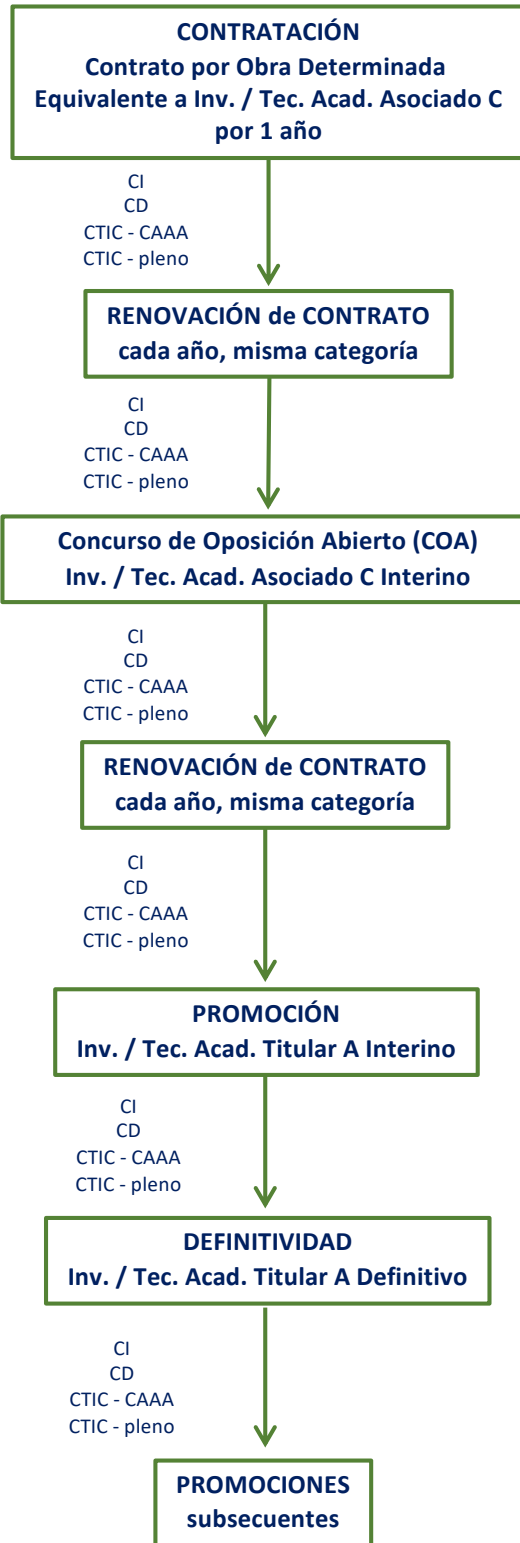 CONTRATACIÓN
Contrato por Obra Determinada
Equivalente a Inv. / Tec. Acad. Asociado C
por 1 año
CI
CD
CTIC - CAAA
CTIC - pleno
RENOVACIÓN de CONTRATO
cada año, misma categoría
CI
CD
CTIC - CAAA
CTIC - pleno
Concurso de Oposición Abierto (COA)
Inv. / Tec. Acad. Asociado C Interino
CI
CD
CTIC - CAAA
CTIC - pleno
RENOVACIÓN de CONTRATO
cada año, misma categoría
CI
CD
CTIC - CAAA
CTIC - pleno
PROMOCIÓN
Inv. / Tec. Acad. Titular A Interino
CI
CD
CTIC - CAAA
CTIC - pleno
DEFINITIVIDAD
Inv. / Tec. Acad. Titular A Definitivo
CI
CD
CTIC - CAAA
CTIC - pleno
PROMOCIONES
subsecuentes